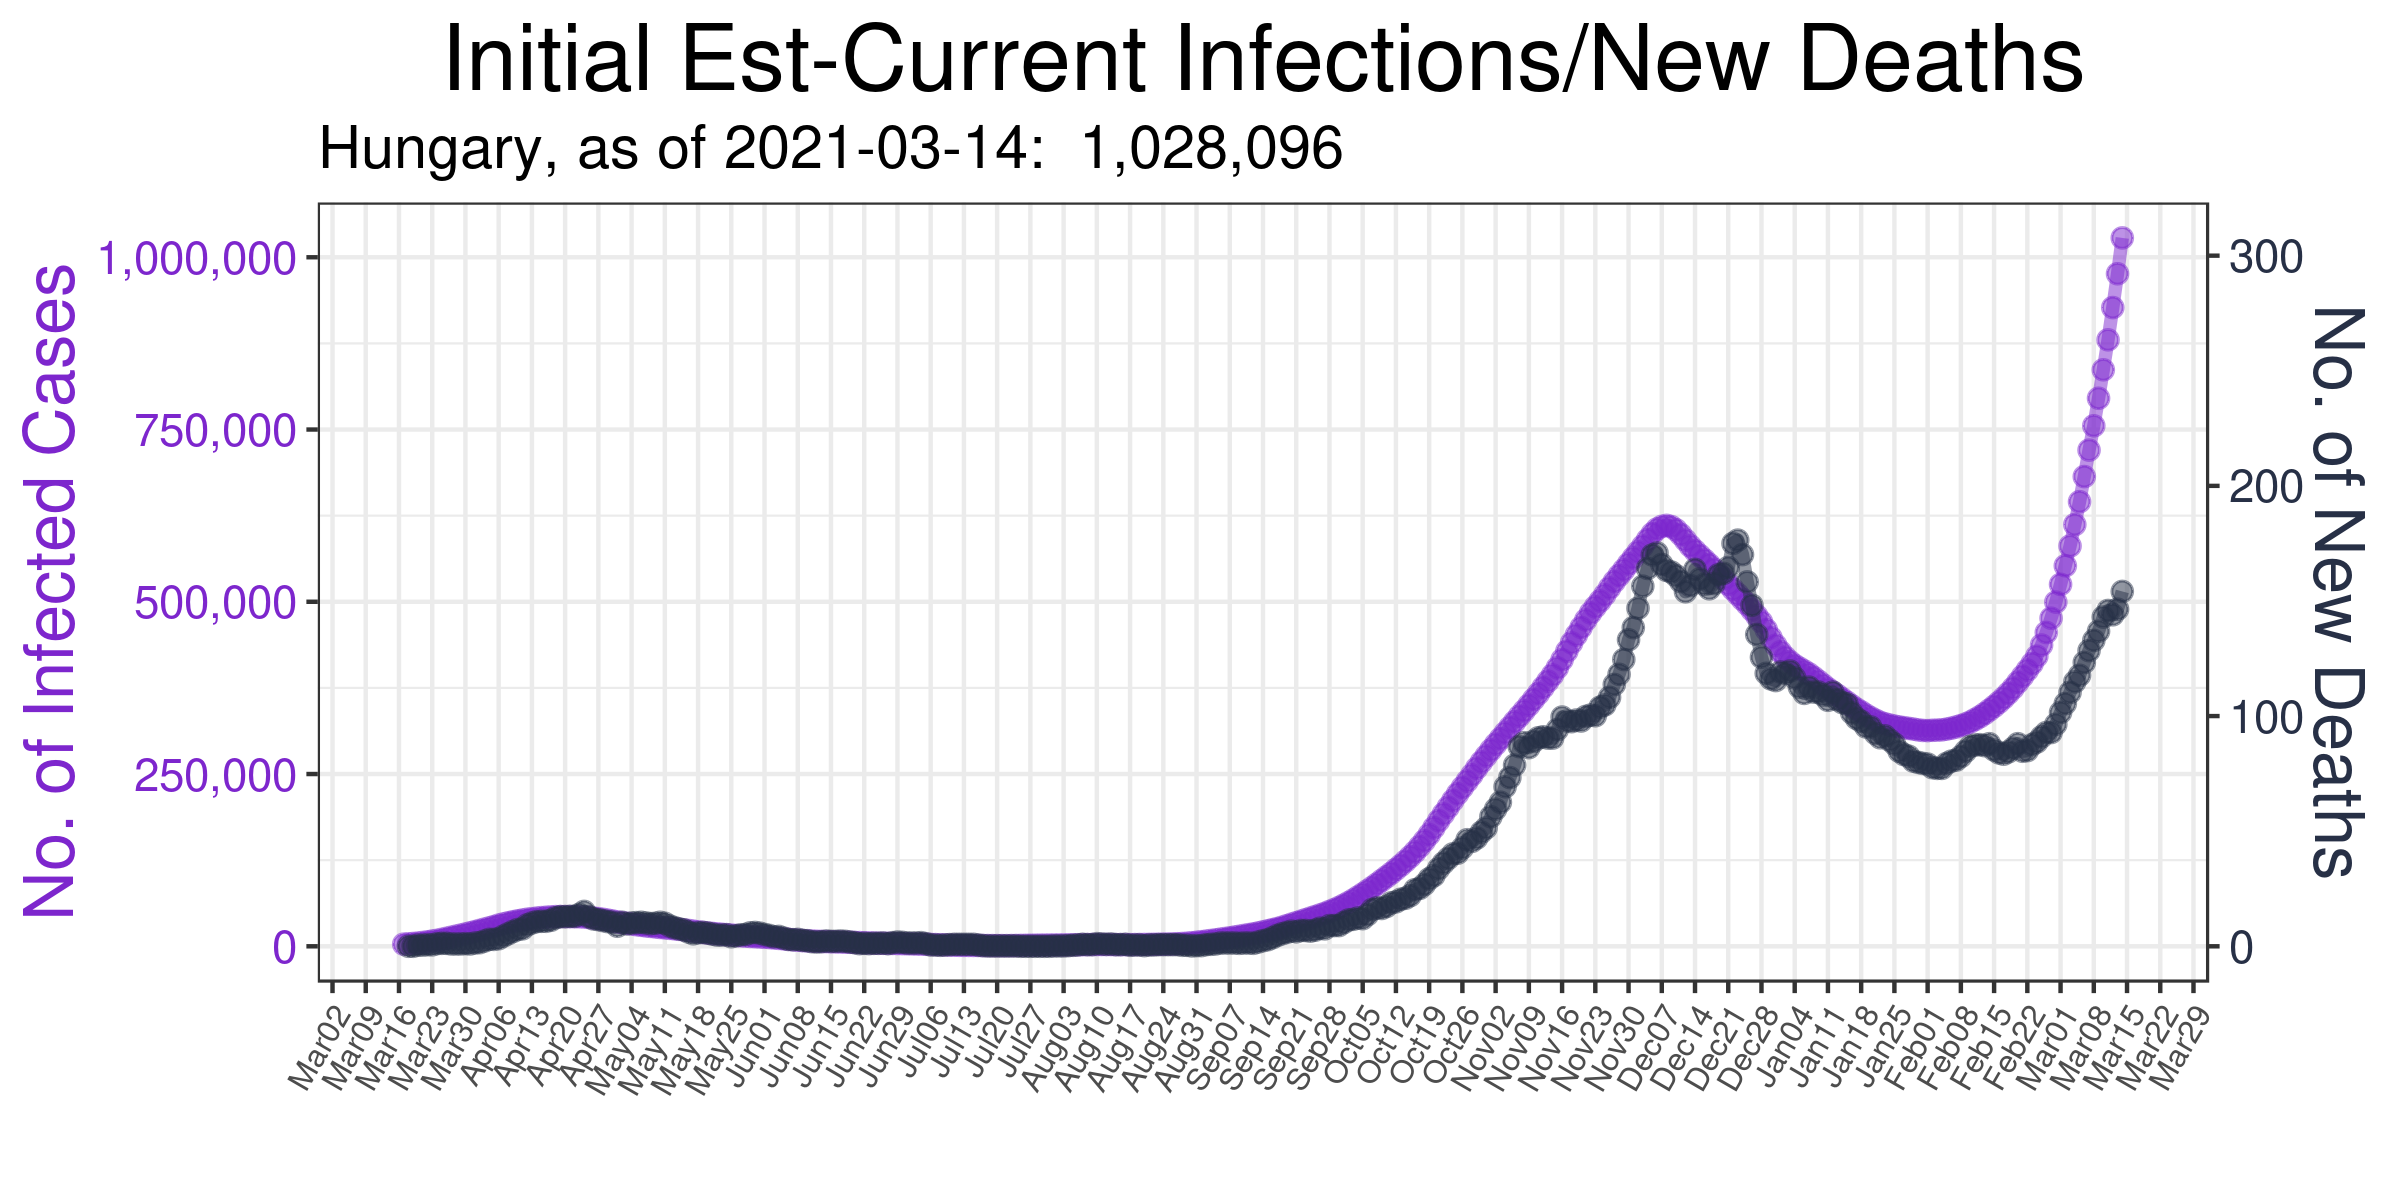 Initial Est-Current Infections/New Deaths
Hungary, as of 2021-03-14:  1,028,096
No. of Infected Cases
1,000,000
750,000
500,000
250,000
0
300
200
100
0
No. of New Deaths
Mar02
Mar09
Mar16
Mar23
Mar30
Apr06
Apr13
Apr20
Apr27
May04
May11
May18
May25
Jun01
Jun08
Jun15
Jun22
Jun29
Jul06
Jul13
Jul20
Jul27
Aug03
Aug10
Aug17
Aug24
Aug31
Sep07
Sep14
Sep21
Sep28
Oct05
Oct12
Oct19
Oct26
Nov02
Nov09
Nov16
Nov23
Nov30
Dec07
Dec14
Dec21
Dec28
Jan04
Jan11
Jan18
Jan25
Feb01
Feb08
Feb15
Feb22
Mar01
Mar08
Mar15
Mar22
Mar29